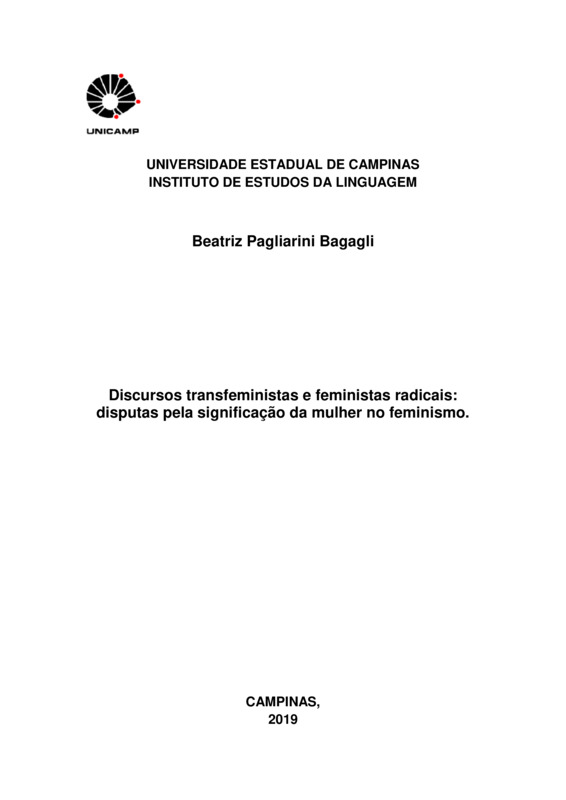 UNICAMP
UNIVERSIDADE ESTADUAL DE CAMPINAS
INSTITUTO DE ESTUDOS DA LINGUAGEM
Beatriz Pagliarini Bagagli
Discursos transfeministas e feministas radicais:
disputas pela significação da mulher no feminismo.
CAMPINAS,
2019